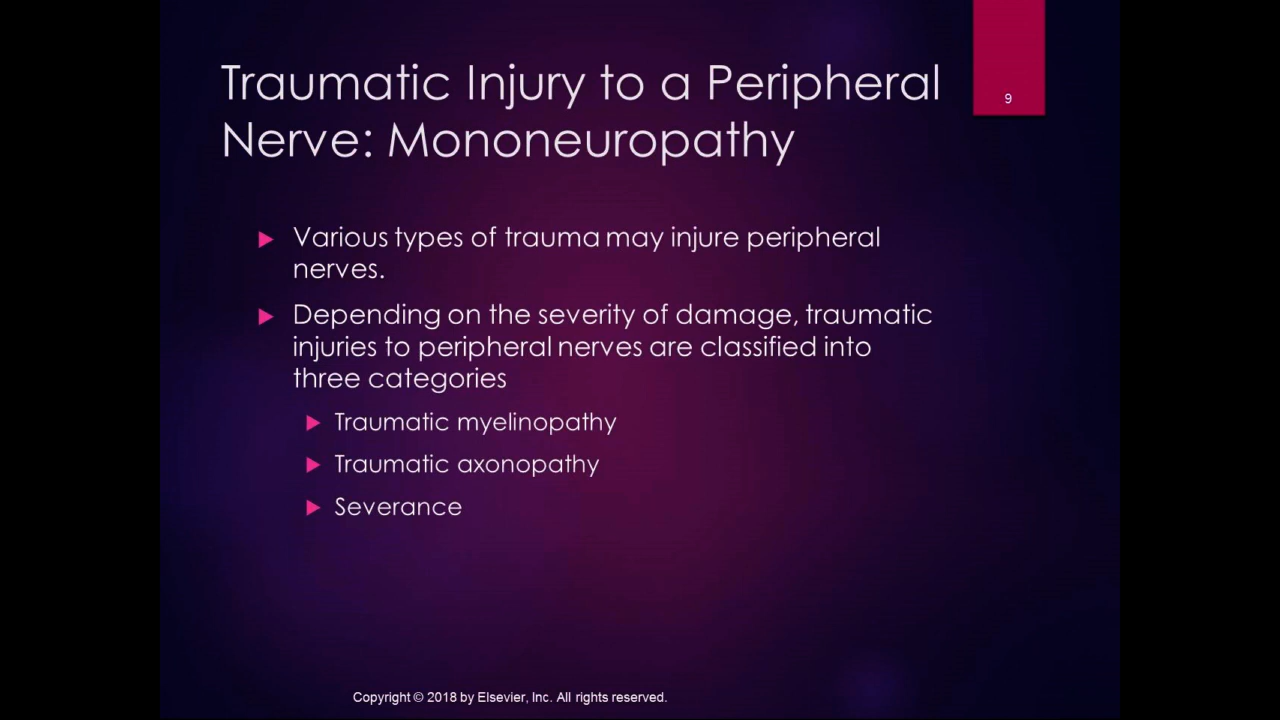 Traumatic Injury to a Peripheral
Nerve: Mononeuropathy
9
Various types of trauma may injure peripheral
nerves.
Depending on the severity of damage, traumatic
injuries to peripheral nerves are classified into
three categories
Traumatic myelinopathy
Traumatic axonopathy
Severance
Copyright © 2018 by Elsevier, Inc. All rights reserved.